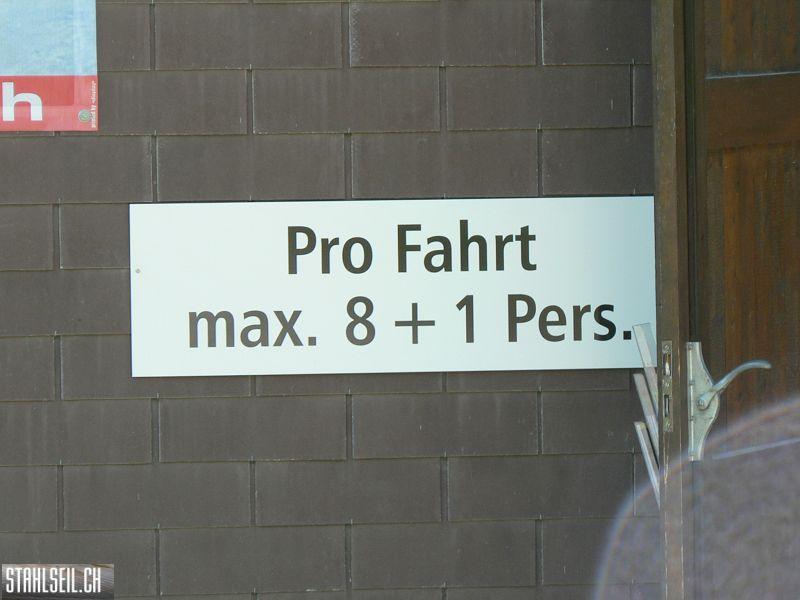 h
Pro Fahrt
max. 8 + 1 Pers.
STAHLSEIL.CH